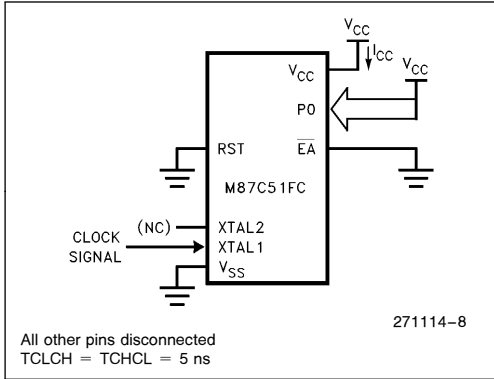 VCC
ICC
VCC
VCC
P0
RST
EA
M87C51FC
(NC)
XTAL2
CLOCK
SIGNAL
XTAL1
VSS
271114–8
All other pins disconnected
TCLCH = TCHCL = 5 ns